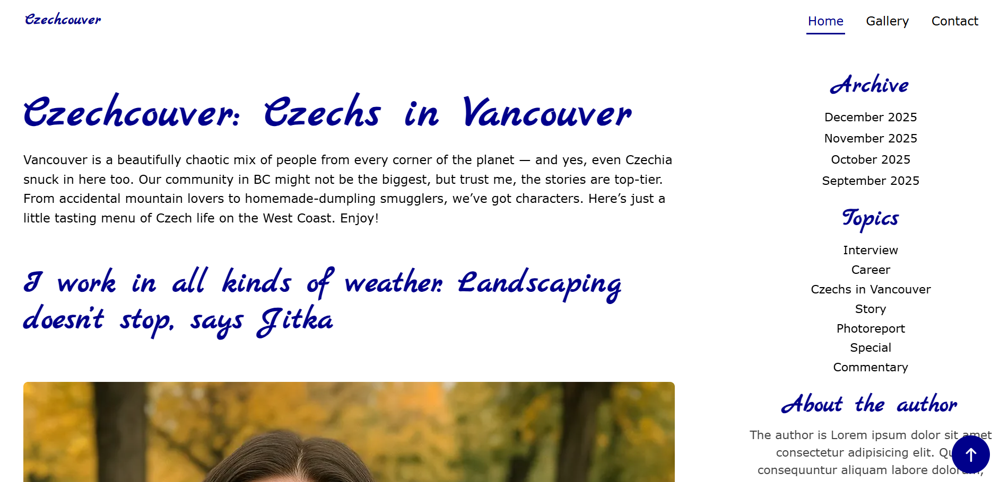 Czechcouver
Home Gallery Contact
Czechcouver: Czechs in Vancouver
Vancouver is a beautifully chaotic mix of people from every corner of the planet — and yes, even Czechia
snuck in here too. Our community in BC might not be the biggest, but trust me, the stories are top-tier.
From accidental mountain lovers to homemade-dumpling smugglers, we’ve got characters. Here’s just a
little tasting menu of Czech life on the West Coast. Enjoy!
I work in all kinds of weather. Landscaping
doesn’t stop, says Jitka
Archive
December 2025
November 2025
October 2025
September 2025
Topics
Interview
Career
Czechs in Vancouver
Story
Photoreport
Special
Commentary
About the author
The author is Lorem ipsum dolor sit amet
consectetur adipisicing elit.
consequuntur aliquam labore